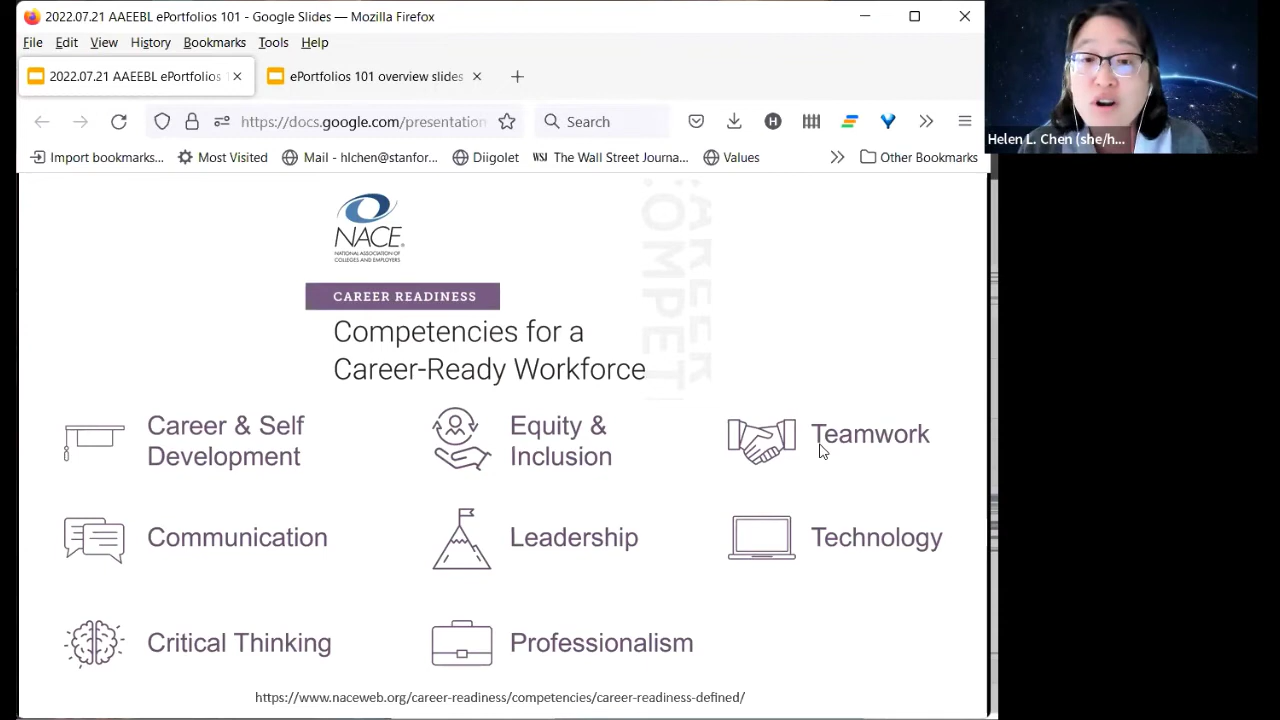 2022.07.21 AAEEBL ePortfolios 101 - Google Slides — Mozilla Firefox
File Edit View History Bookmarks Tools Help
2022.07.21 AAEEBL ePortfolios
ePortfolios 101 overview slides
https://docs.google.com/presentation
Search
Import bookmarks...
Most Visited
Mail - hlchen@stanfor...
Diigolet
WSJ The Wall Street Journa...
Values
Other Bookmarks
Helen L. Chen (she/h...
NACE
NATIONAL ASSOCIATION OF
COLLEGES AND EMPLOYERS
CAREER
COMPET
CAREER READINESS
Competencies for a
Career-Ready Workforce
Career & Self
Development
Equity &
Inclusion
Teamwork
Communication
Leadership
Technology
Critical Thinking
Professionalism
https://www.naceweb.org/career-readiness/competencies/career-readiness-defined/